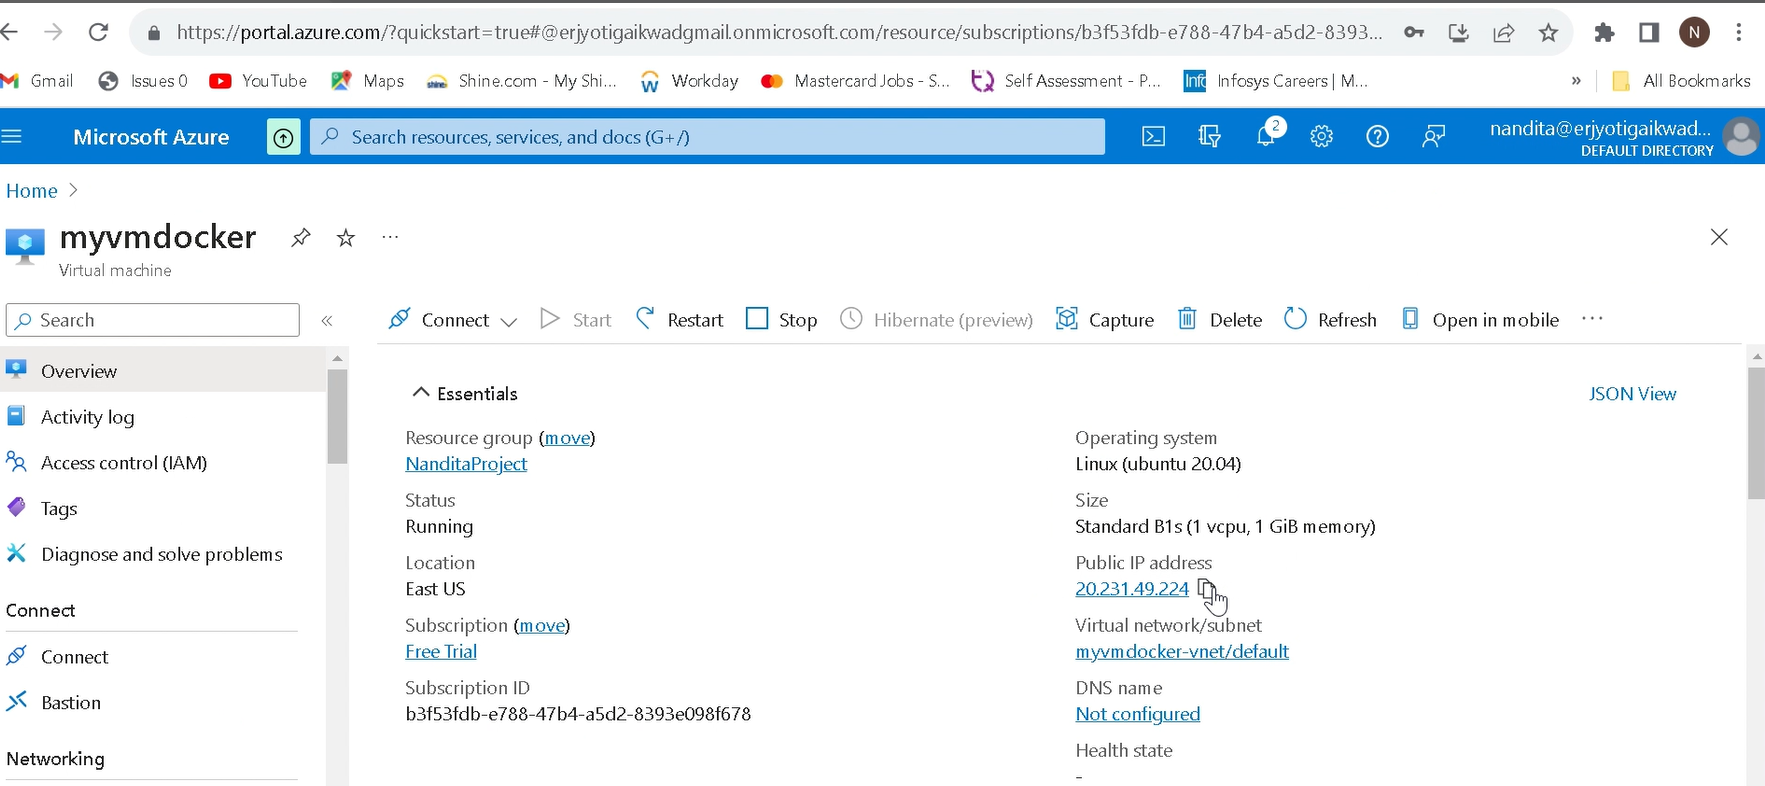 https://portal.azure.com/?quickstart=true#@erjyotigaikwadgmail.onmicrosoft.com/resource/subscriptions/b3f53fdb-e788-47b4-a5d2-8393...
N
Gmail
Issues 0
YouTube
Maps
Shine.com - My Shi...
Workday
Mastercard Jobs - S...
Self Assessment - P...
Infosys Careers | M...
»
All Bookmarks
Microsoft Azure
Search resources, services, and docs (G+/)
2
nandita@erjyotigaikwad...
DEFAULT DIRECTORY
Home >
myvmdocker
...
Virtual machine
Search
«
Connect
Start
Restart
Stop
Hibernate (preview)
Capture
Delete
Refresh
Open in mobile
...
Overview
Activity log
Access control (IAM)
Tags
Diagnose and solve problems
Connect
Connect
Bastion
Networking
Essentials
JSON View
Resource group (move)
NanditaProject
Status
Running
Location
East US
Subscription (move)
Free Trial
Subscription ID
b3f53fdb-e788-47b4-a5d2-8393e098f678
Operating system
Linux (ubuntu 20.04)
Size
Standard B1s (1 vcpu, 1 GiB memory)
Public IP address
20.231.49.224
Virtual network/subnet
myvmdocker-vnet/default
DNS name
Not configured
Health state
-